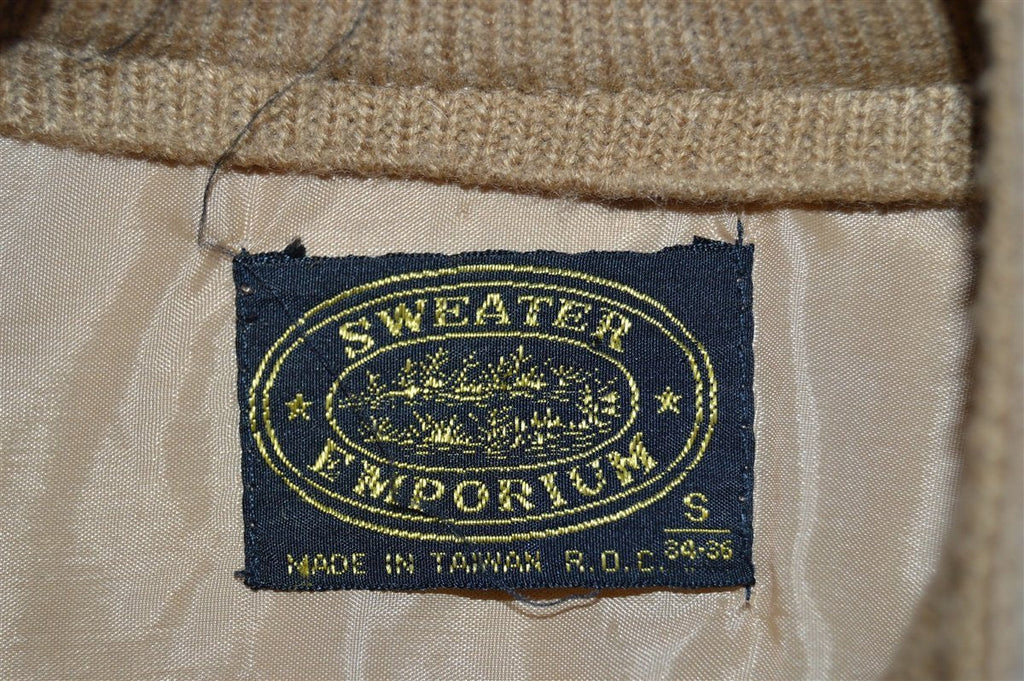 SWEATER
EMPORIUM
S
34-36
MADE IN TAIWAN R.O.C.